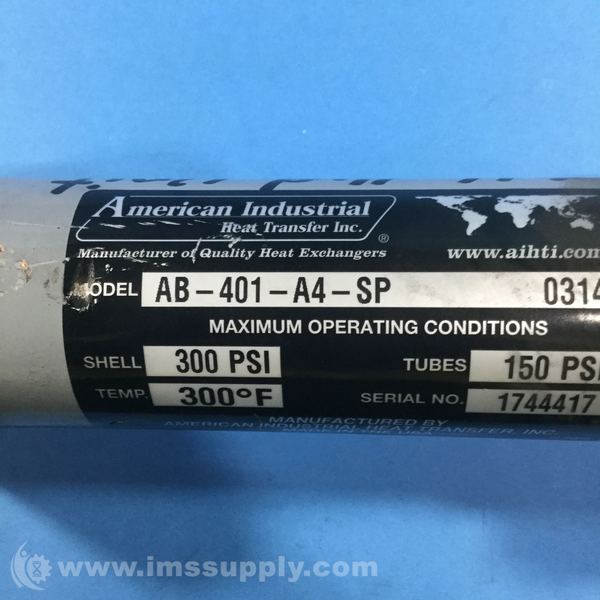 American Industrial
Heat Transfer Inc. ®
Manufacturer of Quality Heat Exchangers www.aihti.com
MODEL AB-401-A4-SP 0314
MAXIMUM OPERATING CONDITIONS
SHELL 300 PSI TUBES 150 PSI
TEMP. 300°F SERIAL NO. 1744417
MANUFACTURED BY
AMERICAN INDUSTRIAL HEAT TRANSFER, INC.
www.imssupply.com